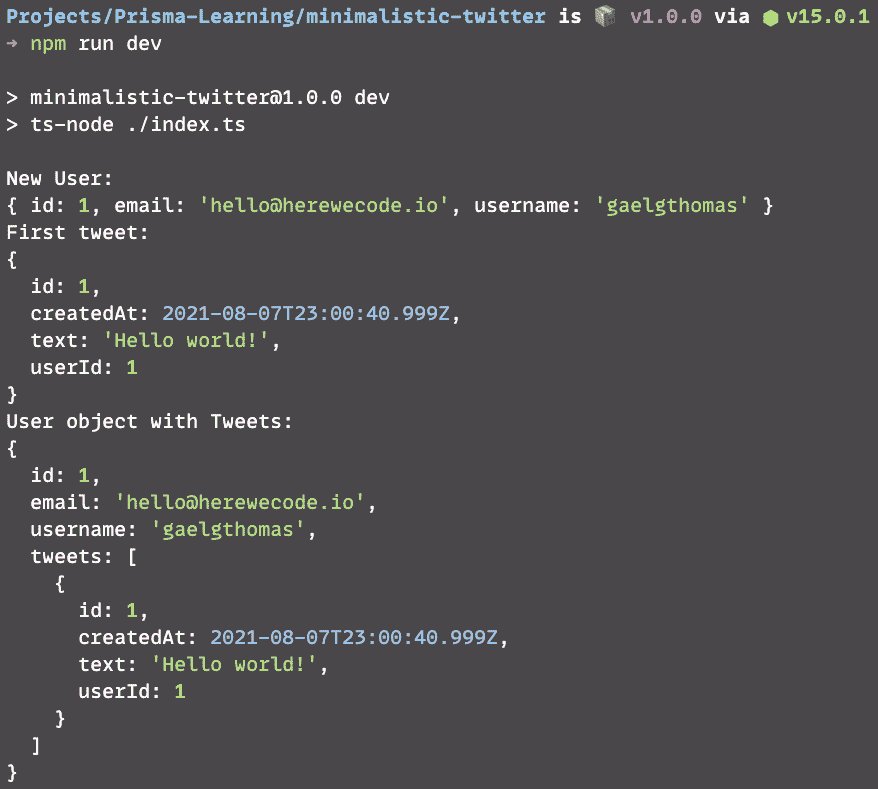 Projects/Prisma-Learning/minimalistic-twitter is 📦 v1.0.0 via ⬢ v15.0.1
➜ npm run dev

> minimalistic-twitter@1.0.0 dev
> ts-node ./index.ts

New User:
{ id: 1, email: 'hello@herewecode.io', username: 'gaelgthomas' }
First tweet:
{
  id: 1,
  createdAt: 2021-08-07T23:00:40.999Z,
  text: 'Hello world!',
  userId: 1
}
User object with Tweets:
{
  id: 1,
  email: 'hello@herewecode.io',
  username: 'gaelgthomas',
  tweets: [
    {
      id: 1,
      createdAt: 2021-08-07T23:00:40.999Z,
      text: 'Hello world!',
      userId: 1
    }
  ]
}